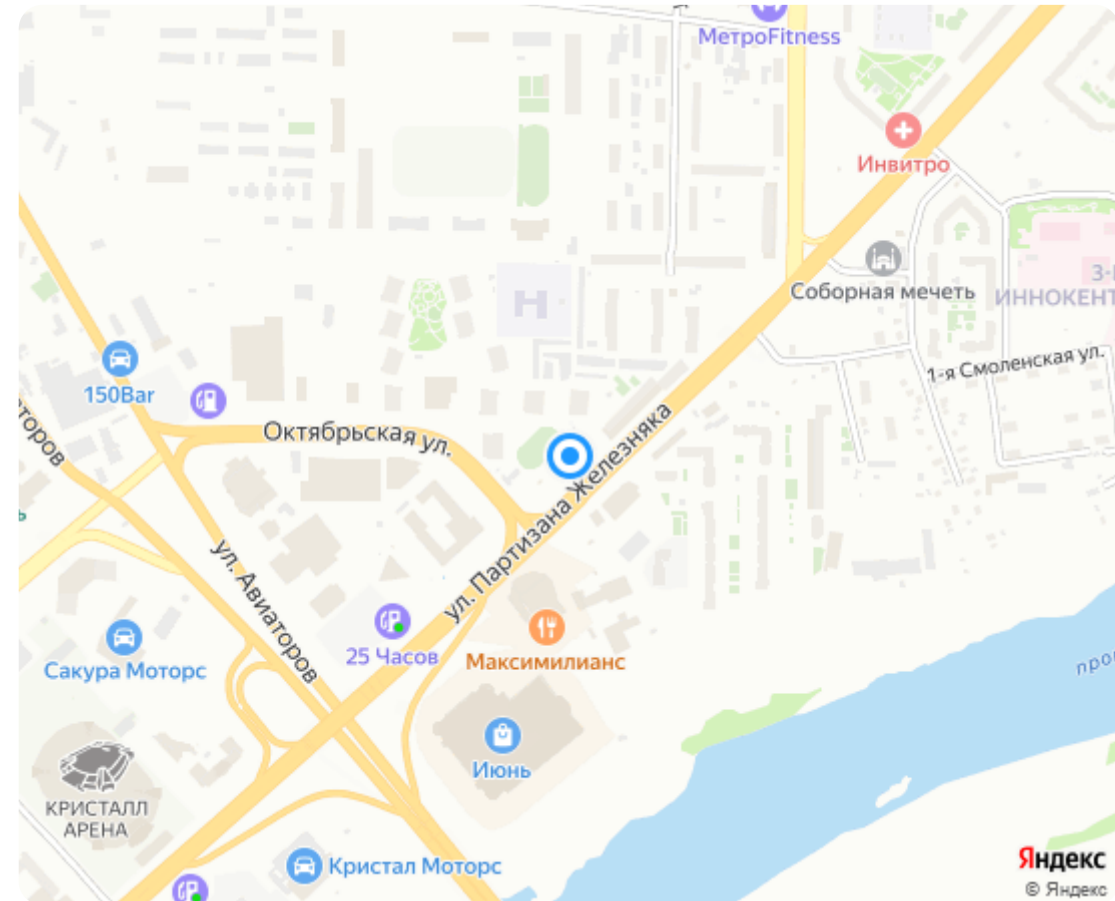 МетроFitness
Инвитро
Соборная мечеть
ИННОКЕНТ
1-я Смоленская ул.
150Bar
Октябрьская ул.
ул. Партизана Железняка
ул. Авиаторов
25 Часов
Сакура Моторс
Максимилианс
Июнь
КРИСТАЛЛ
АРЕНА
Кристал Моторс
Яндекс
© Яндекс